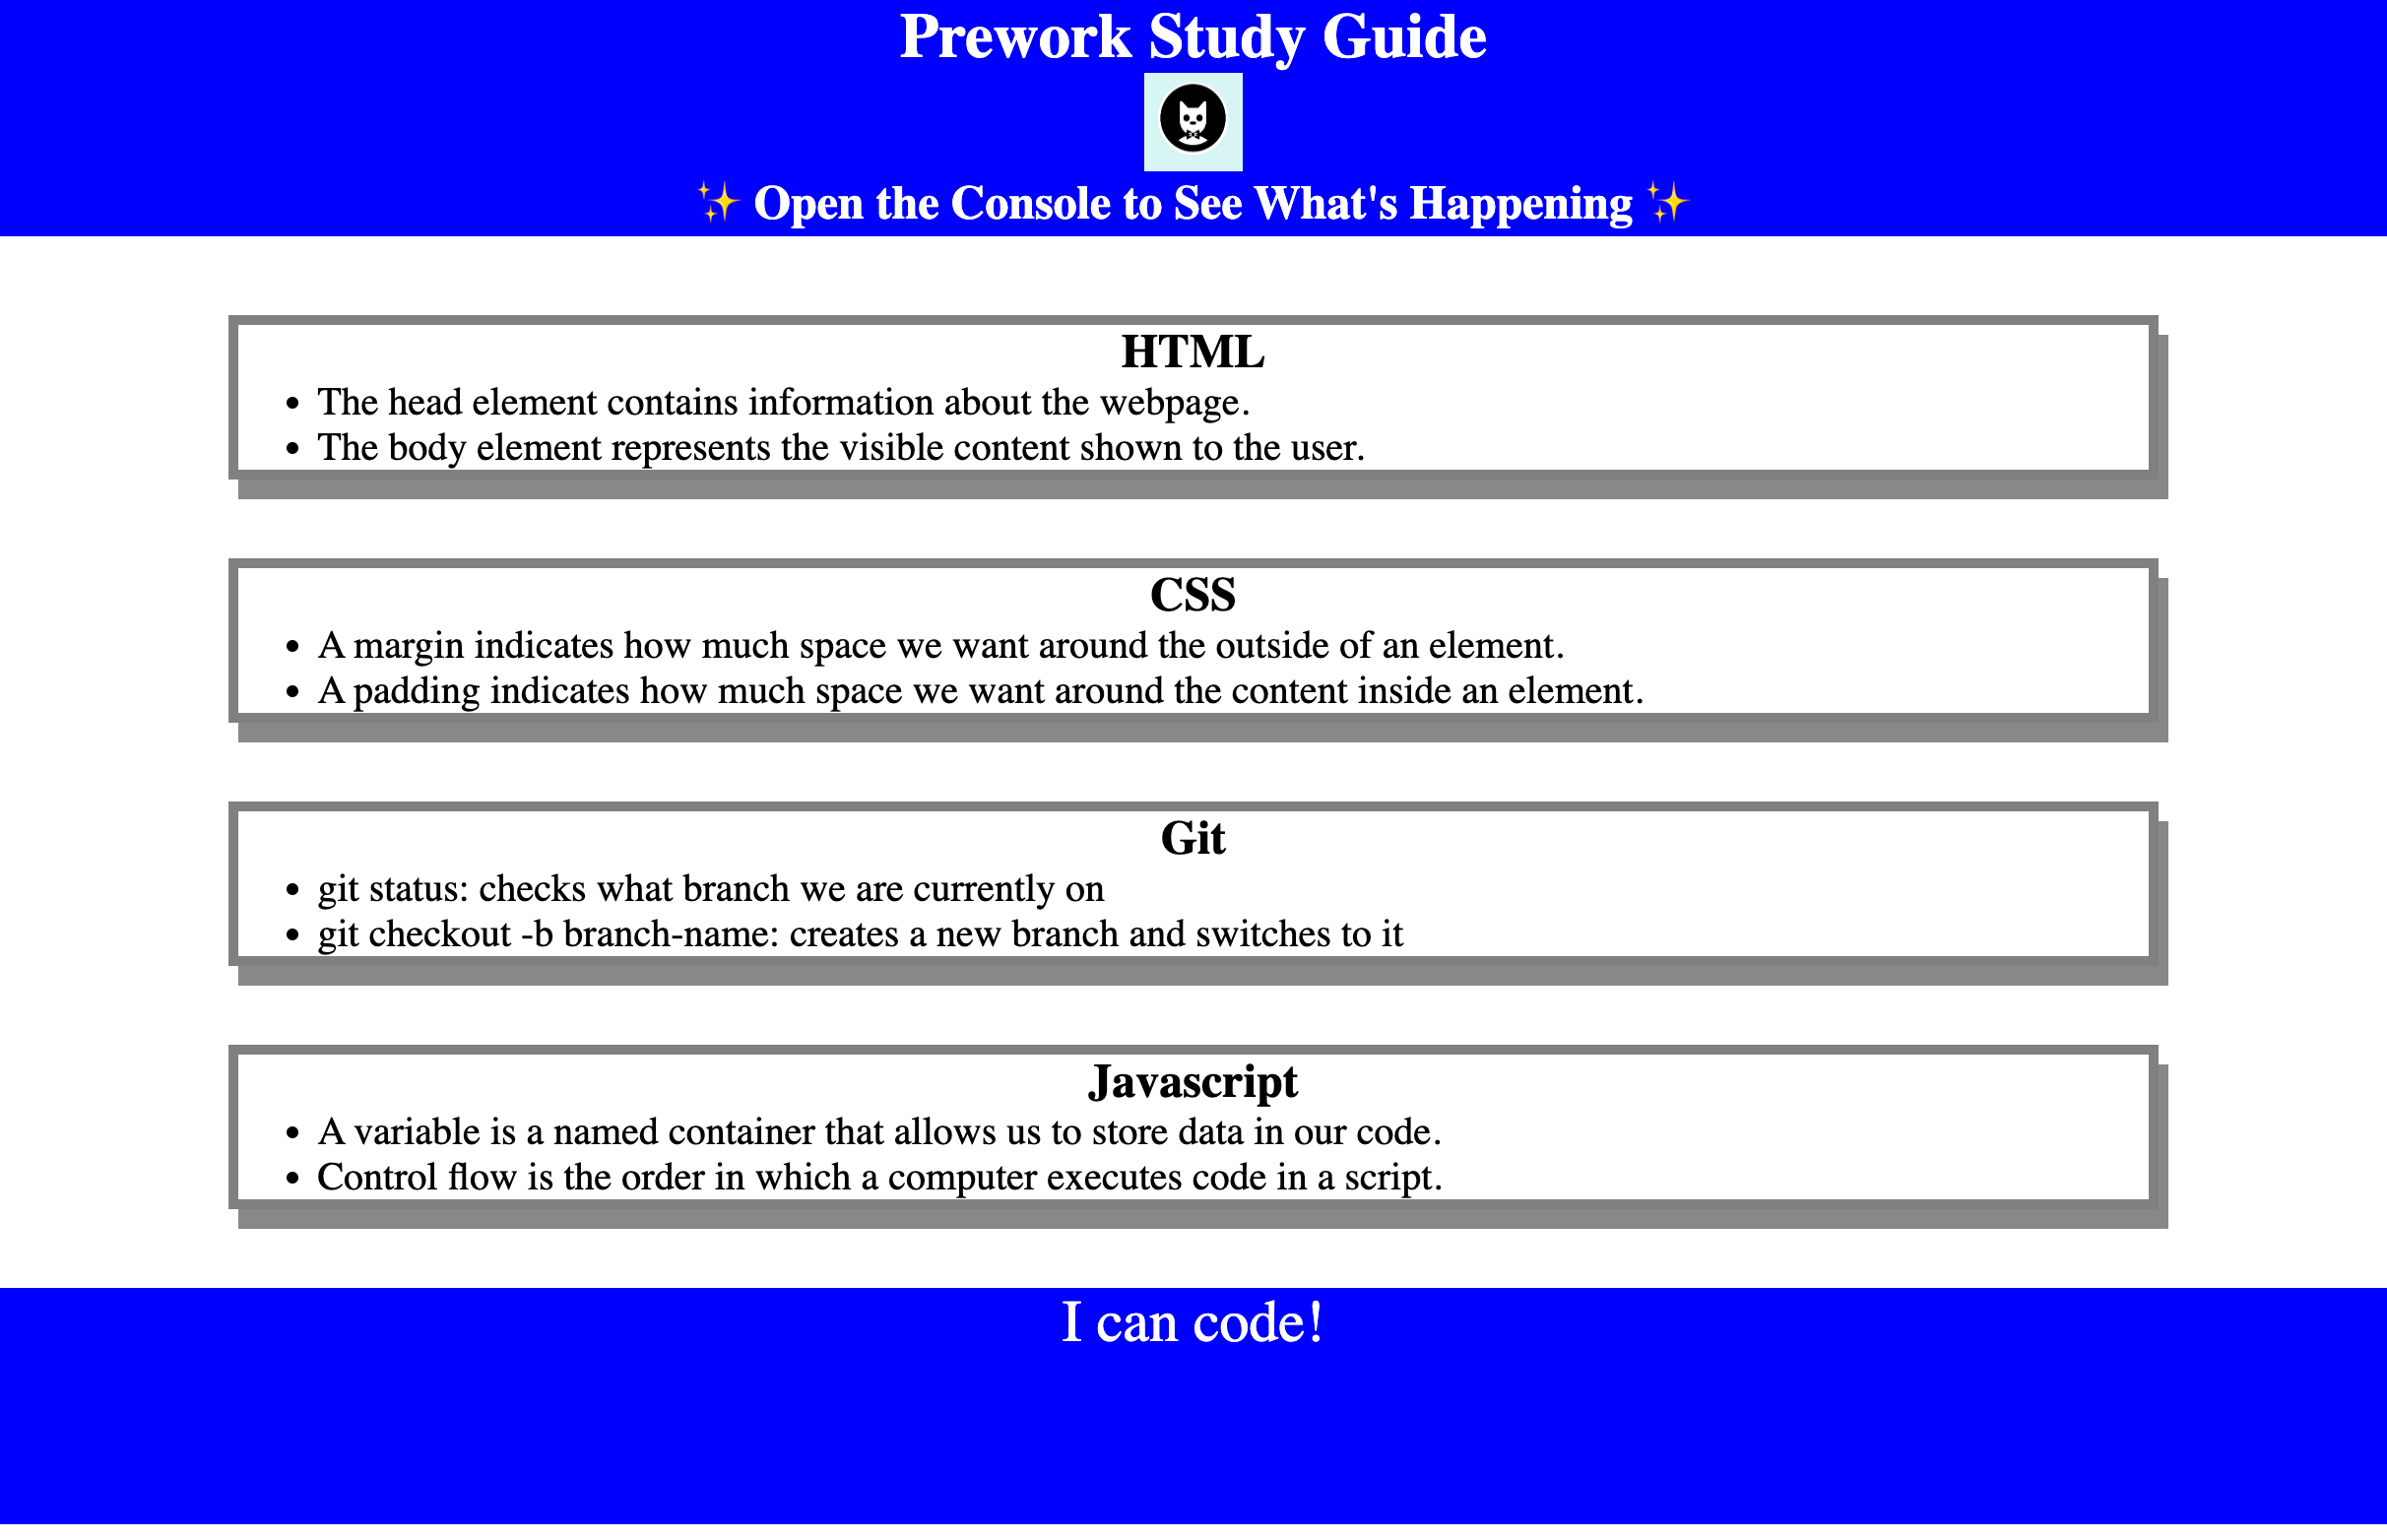 Prework Study Guide
✨ Open the Console to See What's Happening ✨
HTML
• The head element contains information about the webpage.
• The body element represents the visible content shown to the user.
CSS
• A margin indicates how much space we want around the outside of an element.
• A padding indicates how much space we want around the content inside an element.
Git
• git status: checks what branch we are currently on
• git checkout -b branch-name: creates a new branch and switches to it
Javascript
• A variable is a named container that allows us to store data in our code.
• Control flow is the order in which a computer executes code in a script.
I can code!